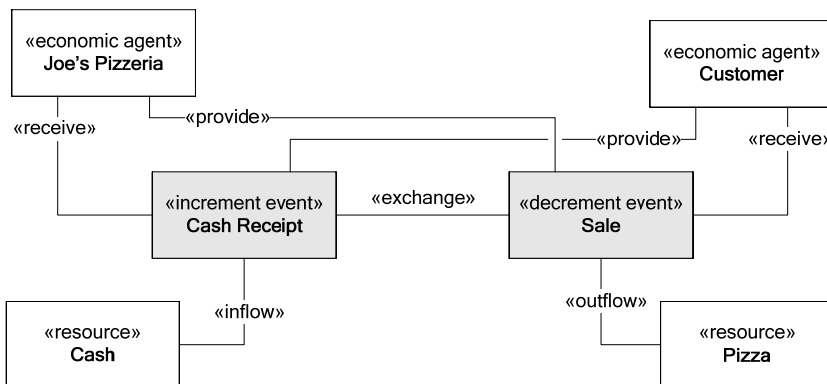 «economic agent»
Joe's Pizzeria
«economic agent»
Customer
«receive»
«provide»
«provide»
«receive»
«increment event»
Cash Receipt
«exchange»
«decrement event»
Sale
«inflow»
«outflow»
«resource»
Cash
«resource»
Pizza